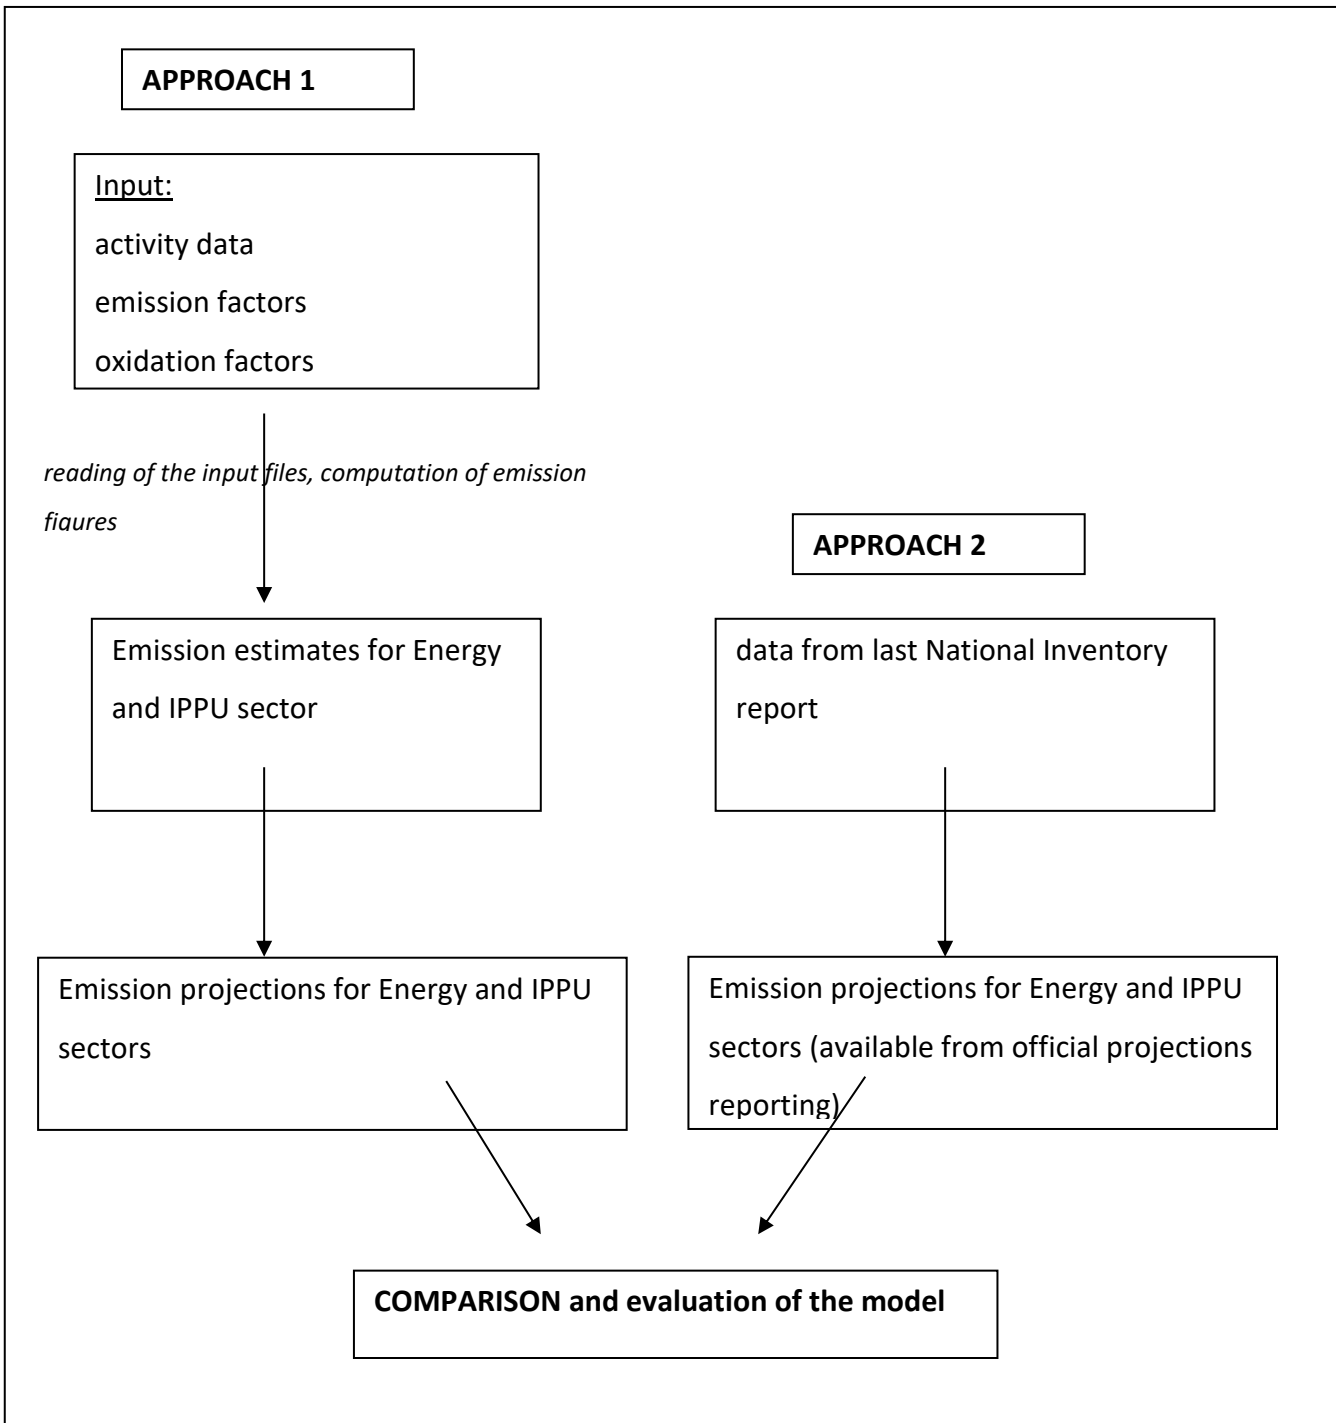 APPROACH 1
Input:
activity data
emission factors
oxidation factors
reading of the input files, computation of emission
figures
Emission estimates for Energy
and IPPU sector
Emission projections for Energy and IPPU
sectors
APPROACH 2
data from last National Inventory
report
Emission projections for Energy and IPPU
sectors (available from official projections
reporting)
COMPARISON and evaluation of the model